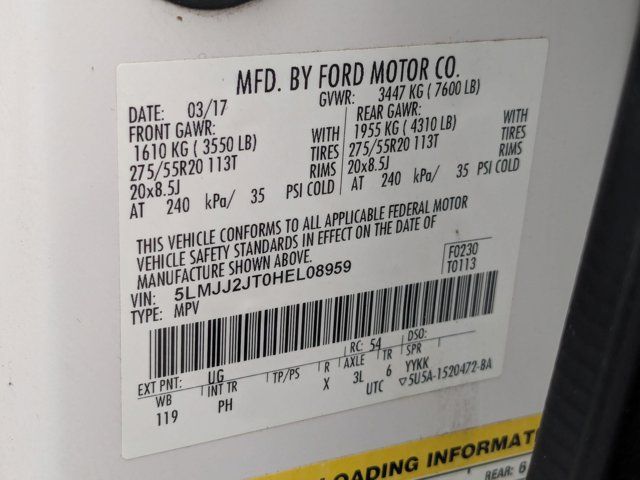 MFD. BY FORD MOTOR CO.
DATE: 03/17 GVWR: 3447 KG ( 7600 LB)
FRONT GAWR: REAR GAWR:
1610 KG ( 3550 LB) WITH 1955 KG ( 4310 LB) WITH
275/55R20 113T TIRES 275/55R20 113T TIRES
20x8.5J RIMS 20x8.5J RIMS
AT 240 kPa/ 35 PSI COLD AT 240 kPa/ 35 PSI COLD
THIS VEHICLE CONFORMS TO ALL APPLICABLE FEDERAL MOTOR
VEHICLE SAFETY STANDARDS IN EFFECT ON THE DATE OF
MANUFACTURE SHOWN ABOVE.
VIN: 5LMJJ2JT0HEL08959 F0230
TYPE: MPV T0113
EXT PNT: UG RC: 54 DSO:
WB INT TR TP/PS R AXLE TR SPR
119 PH X 3L 6 YYKK
UTC ▽5U5A-1520472-BA
LOADING INFORMAT
REAR: 6